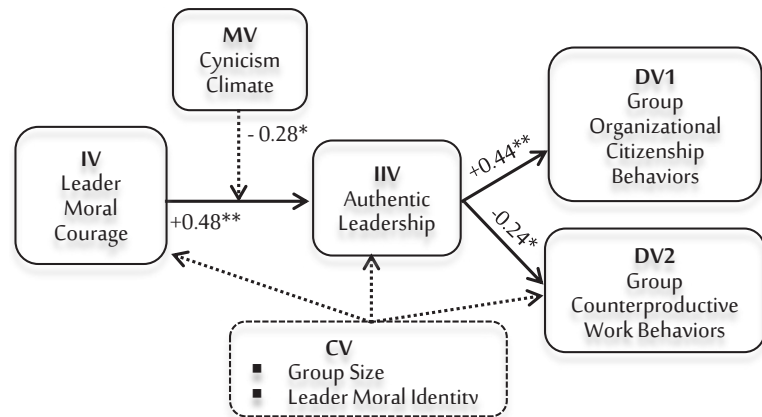 MV
Cynicism
Climate
- 0.28*
IV
Leader
Moral
Courage
+0.48**
IIV
Authentic
Leadership
+0.44**
-0.24*
DV1
Group
Organizational
Citizenship
Behaviors
DV2
Group
Counterproductive
Work Behaviors
CV
▪ Group Size
▪ Leader Moral Identity